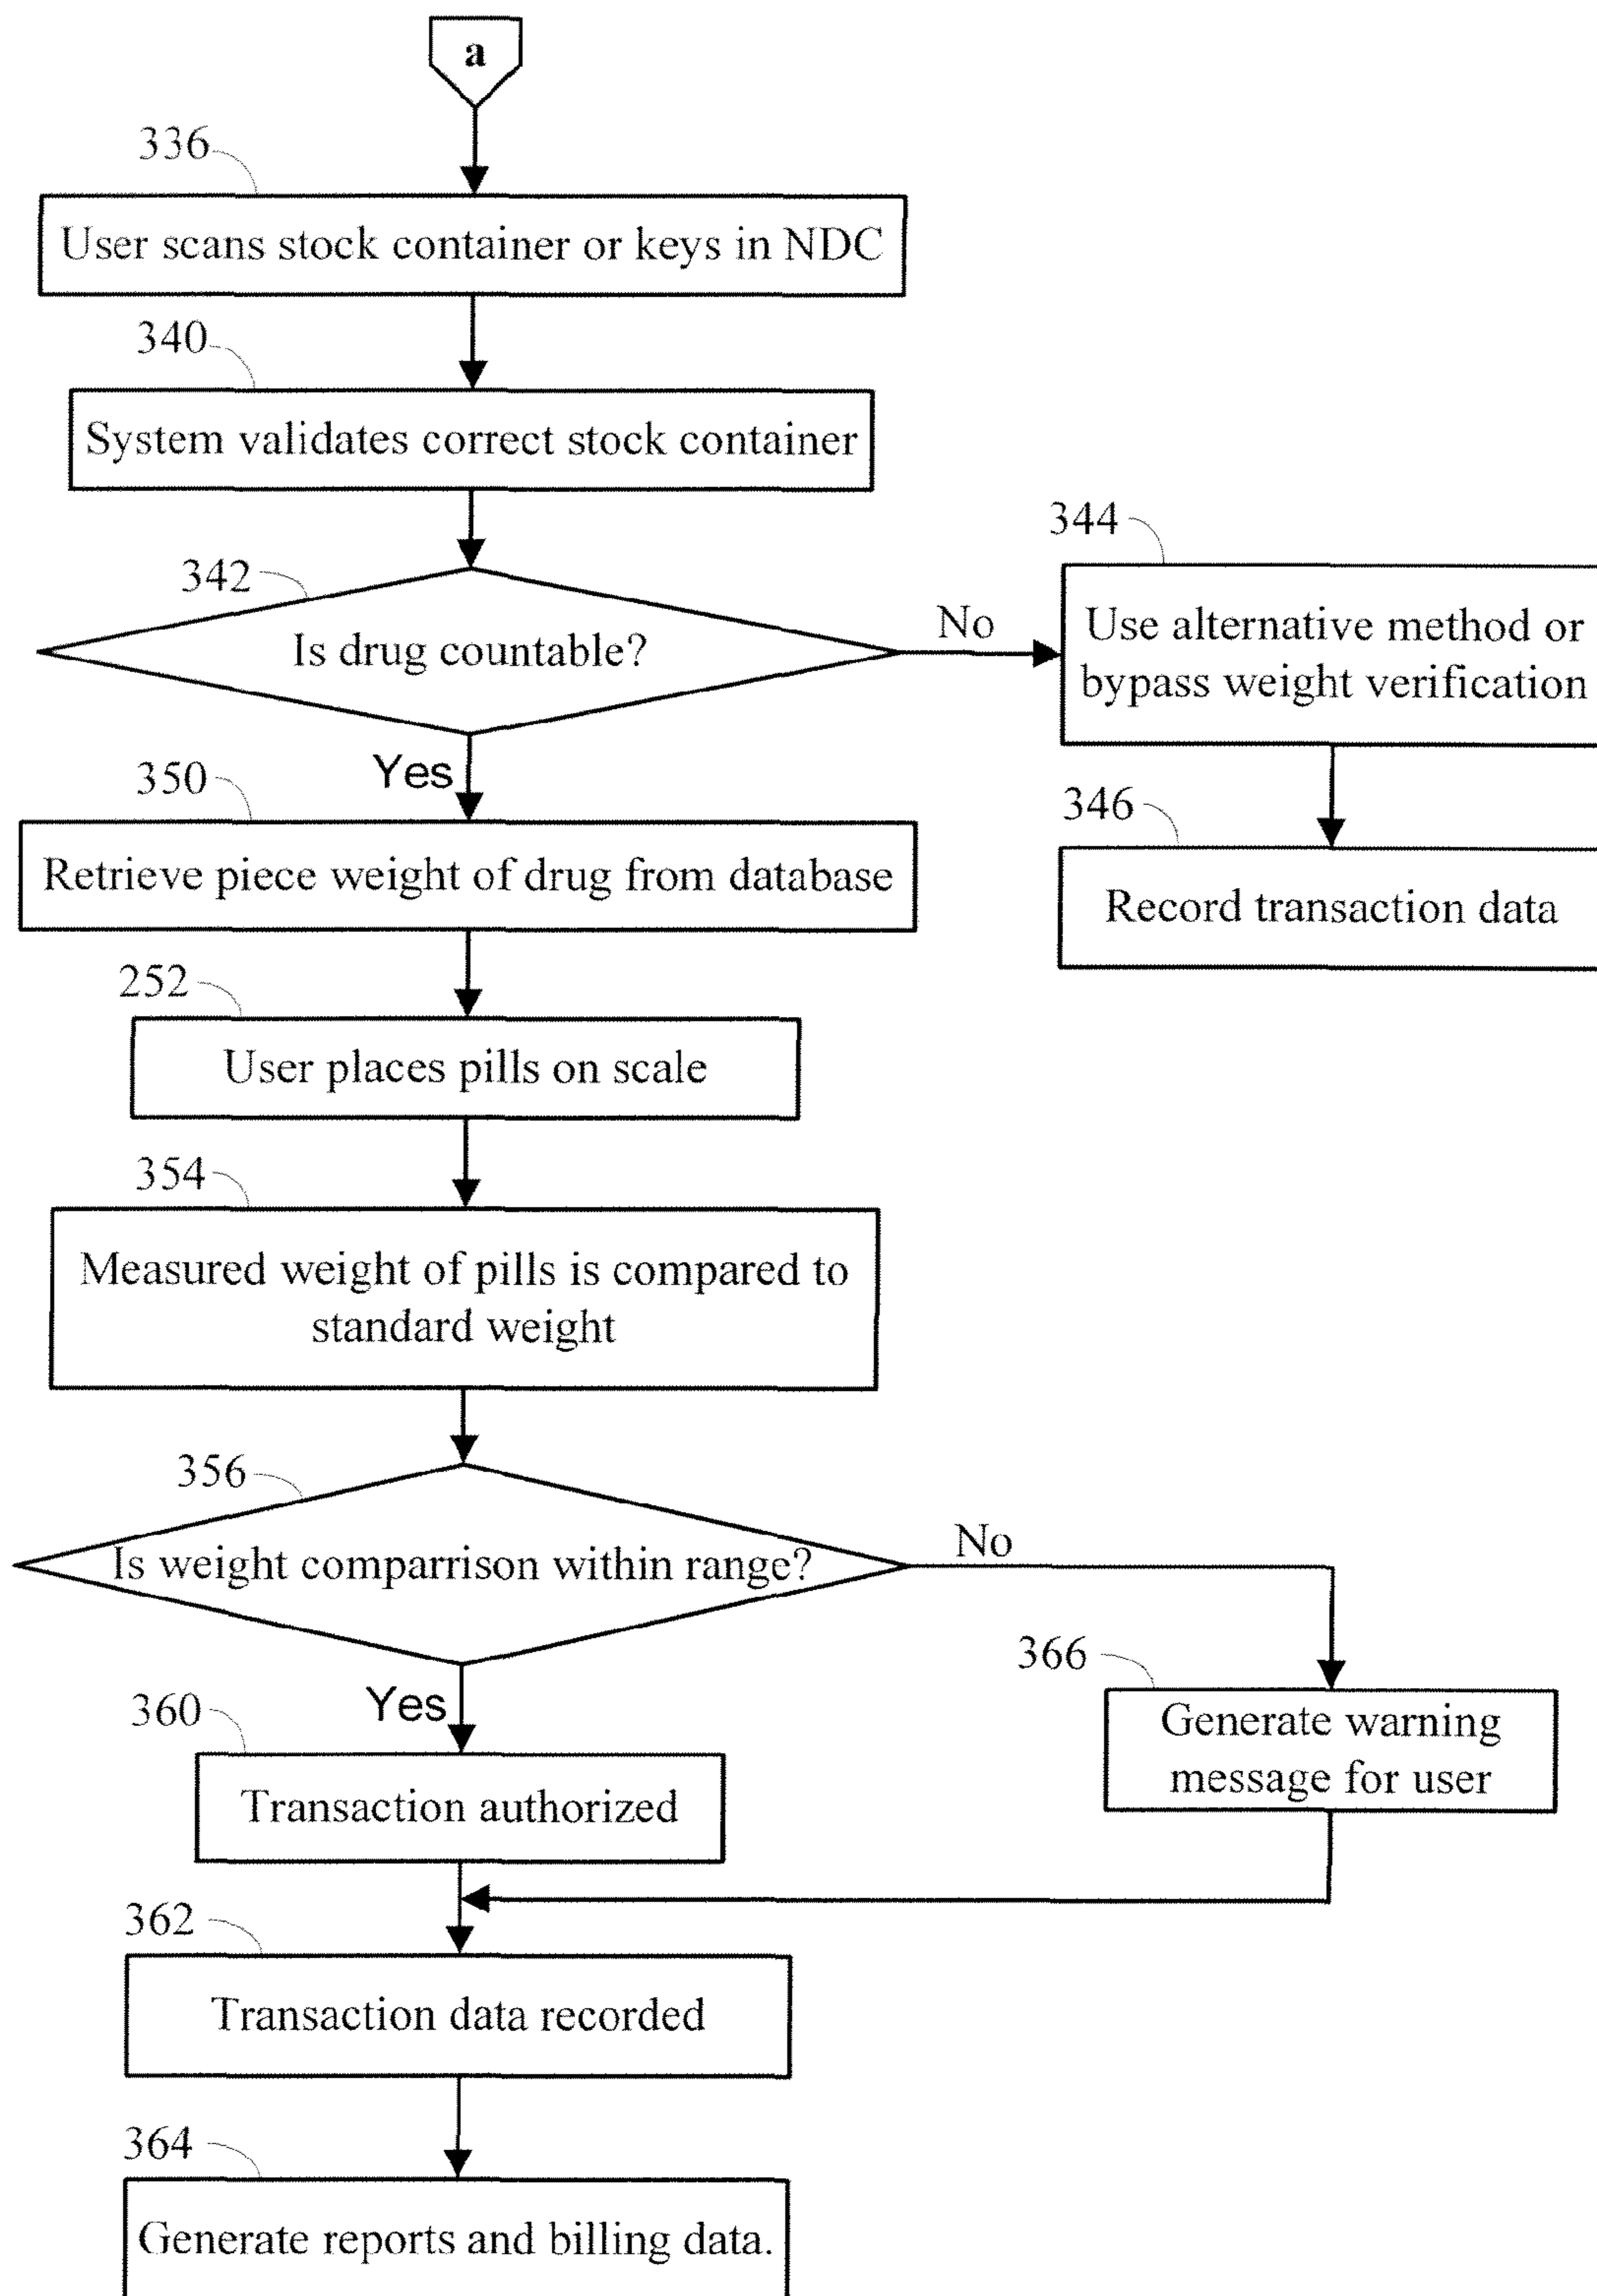 a
336
User scans stock container or keys in NDC
340
System validates correct stock container
342
Is drug countable?
No
344
Use alternative method or
bypass weight verification
346
Record transaction data
Yes
350
Retrieve piece weight of drug from database
252
User places pills on scale
354
Measured weight of pills is compared to
standard weight
356
Is weight comparrison within range?
No
366
Generate warning
message for user
Yes
360
Transaction authorized
362
Transaction data recorded
364
Generate reports and billing data.